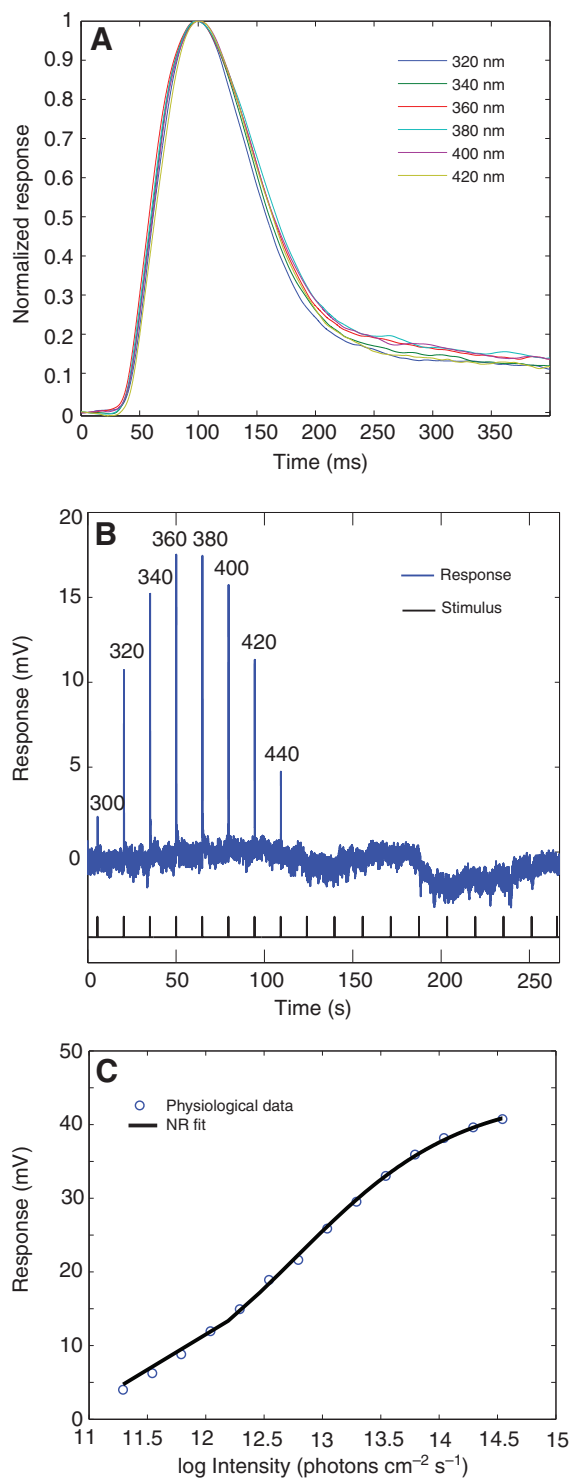 A
1
0.9
0.8
0.7
0.6
0.5
0.4
0.3
0.2
0.1
0
Normalized response
320 nm
340 nm
360 nm
380 nm
400 nm
420 nm
0 50 100 150 200 250 300 350
Time (ms)
B
20
15
10
5
0
Response (mV)
300
320
340
360
380
400
420
440
Response
Stimulus
0 50 100 150 200 250
Time (s)
C
50
40
30
20
10
0
Response (mV)
Physiological data
NR fit
11 11.5 12 12.5 13 13.5 14 14.5 15
log Intensity (photons cm⁻² s⁻¹)